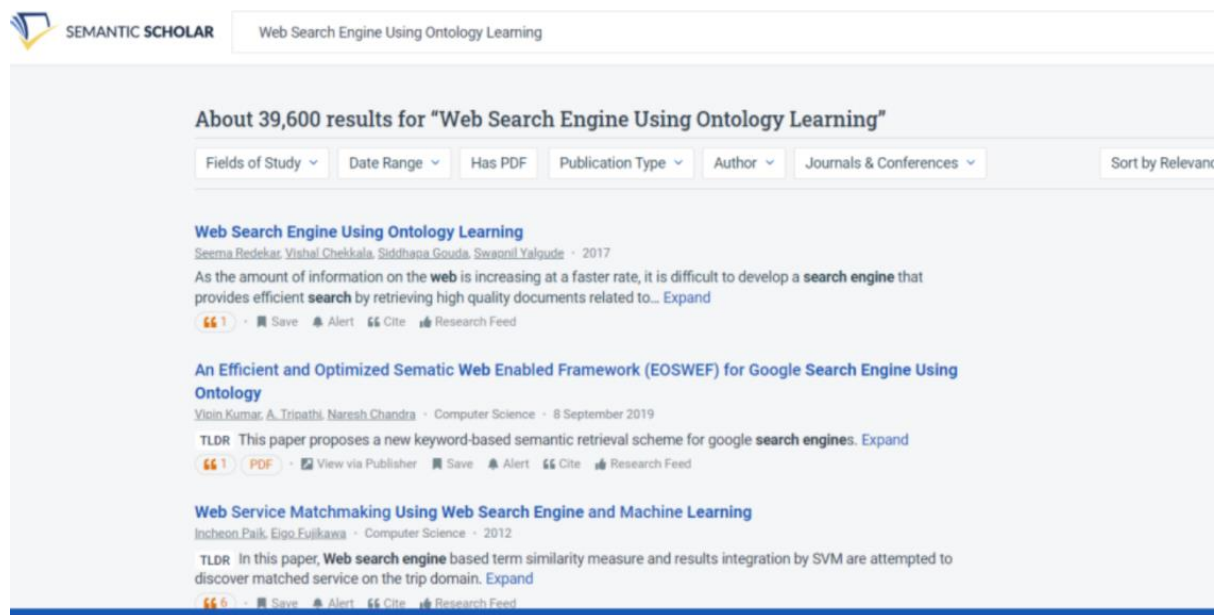 SEMANTIC SCHOLAR
Web Search Engine Using Ontology Learning
About 39,600 results for “Web Search Engine Using Ontology Learning”
Fields of Study Date Range Has PDF Publication Type Author Journals & Conferences Sort by Relevanc
Web Search Engine Using Ontology Learning
Seema Redekar, Vishal Chekkala, Siddhapa Gouda, Swapnil Yalgude · 2017
As the amount of information on the web is increasing at a faster rate, it is difficult to develop a search engine that
provides efficient search by retrieving high quality documents related to... Expand
1 · Save Alert Cite Research Feed
An Efficient and Optimized Sematic Web Enabled Framework (EOSWEF) for Google Search Engine Using
Ontology
Vipin Kumar, A. Tripathi, Naresh Chandra · Computer Science · 8 September 2019
TLDR This paper proposes a new keyword-based semantic retrieval scheme for google search engines. Expand
1 PDF · View via Publisher Save Alert Cite Research Feed
Web Service Matchmaking Using Web Search Engine and Machine Learning
Incheon Paik, Eigo Fujikawa · Computer Science · 2012
TLDR In this paper, Web search engine based term similarity measure and results integration by SVM are attempted to
discover matched service on the trip domain. Expand
6 · Save Alert Cite Research Feed